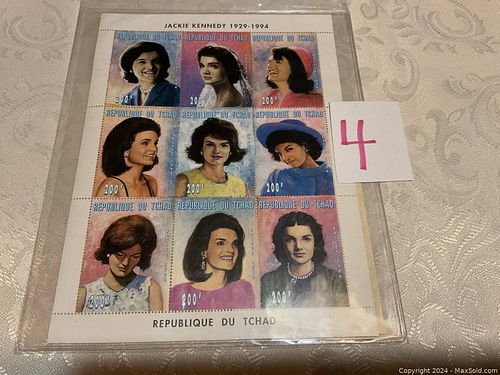 JACKIE KENNEDY 1929-1994
REPUBLIQUE DU TCHAD REPUBLIQUE DU TCHAD REPUBLIQUE DU TCHAD
200F 200F 200F
REPUBLIQUE DU TCHAD REPUBLIQUE DU TCHAD REPUBLIQUE DU TCHAD
200F 200F 200F
4
REPUBLIQUE DU TCHAD REPUBLIQUE DU TCHAD REPUBLIQUE DU TCHAD
200F 200F 200F
REPUBLIQUE DU TCHAD
Copyright © 2024 - MaxSold.com